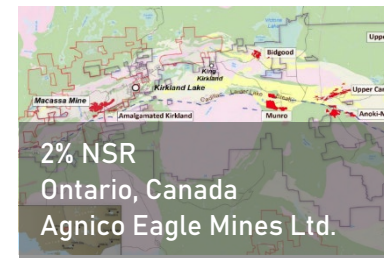 Upp
Bidgood
King
Kirkland
Kirkland Lake
Macassa Mine
Upper Can
Amalgamated Kirkland
Munro
Anoki-M
2% NSR
Ontario, Canada
Agnico Eagle Mines Ltd.